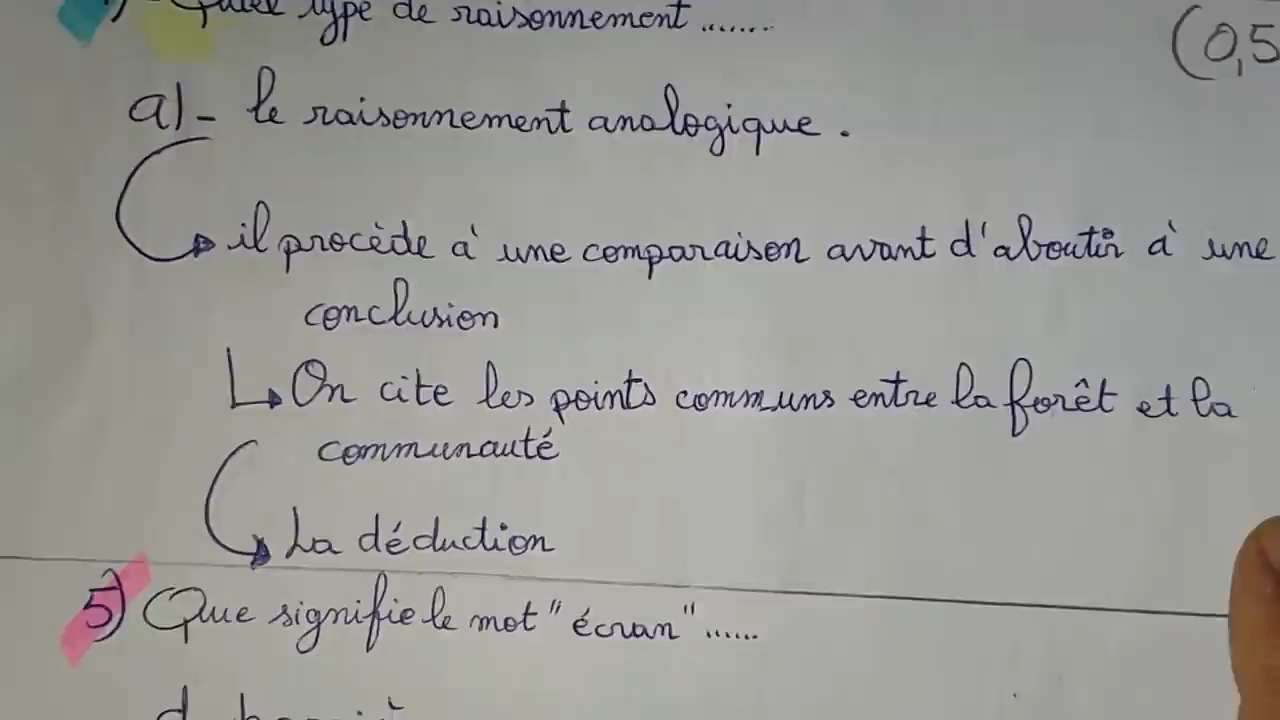 Quel type de raisonnement .......
(0,5
a)- le raisonnement analogique.
il procède à une comparaison avant d'aboutir à une
conclusion
On cite les points communs entre la forêt et la
communauté
La déduction
5) Que signifie le mot "écran"......